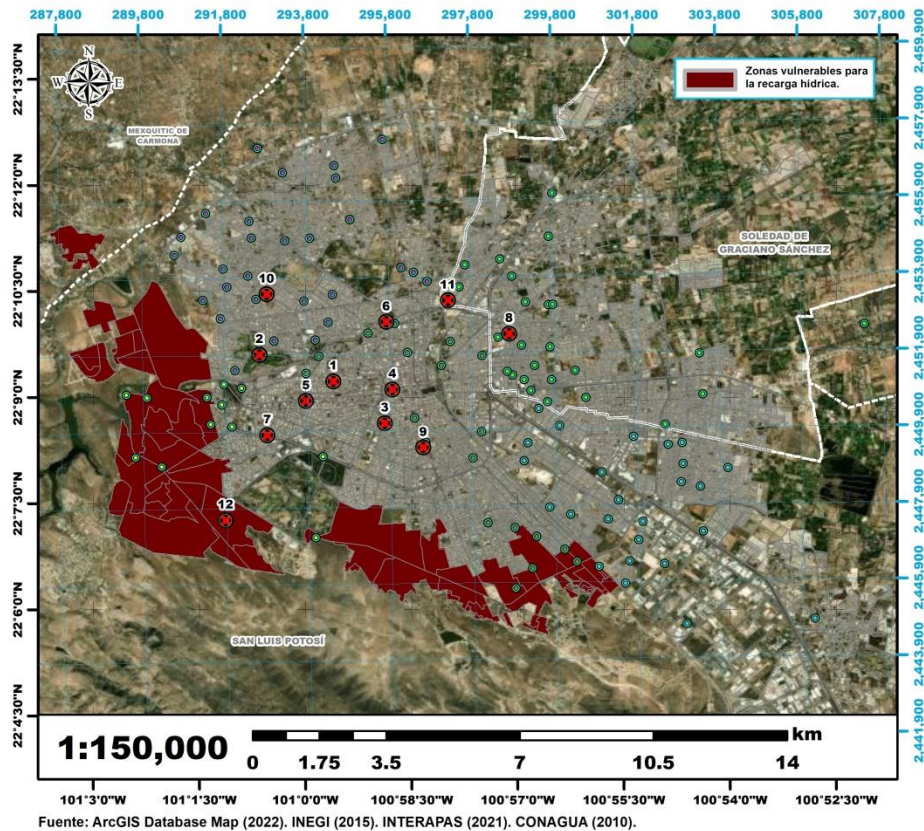 287,800 289,800 291,800 293,800 295,800 297,800 299,800 301,800 303,800 305,800 307,800
2,459,900
N
W E
S
Zonas vulnerables para
la recarga hídrica.
22°13'30"N
2,457,900
MEXQUITIC DE
CARMONA
22°12'0"N
2,455,900
SOLEDAD DE
GRACIANO SÁNCHEZ
2,453,900
22°10'30"N
10
11
6
8
2
2,451,900
1
4
22°9'0"N
5
3
7
2,449,900
9
22°7'30"N
2,447,900
12
2,445,900
22°6'0"N
SAN LUIS POTOSÍ
2,443,900
22°4'30"N
2,441,900
1:150,000
km
0 1.75 3.5 7 10.5 14
101°3'0"W 101°1'30"W 101°0'0"W 100°58'30"W 100°57'0"W 100°55'30"W 100°54'0"W 100°52'30"W
Fuente: ArcGIS Database Map (2022). INEGI (2015). INTERAPAS (2021). CONAGUA (2010).